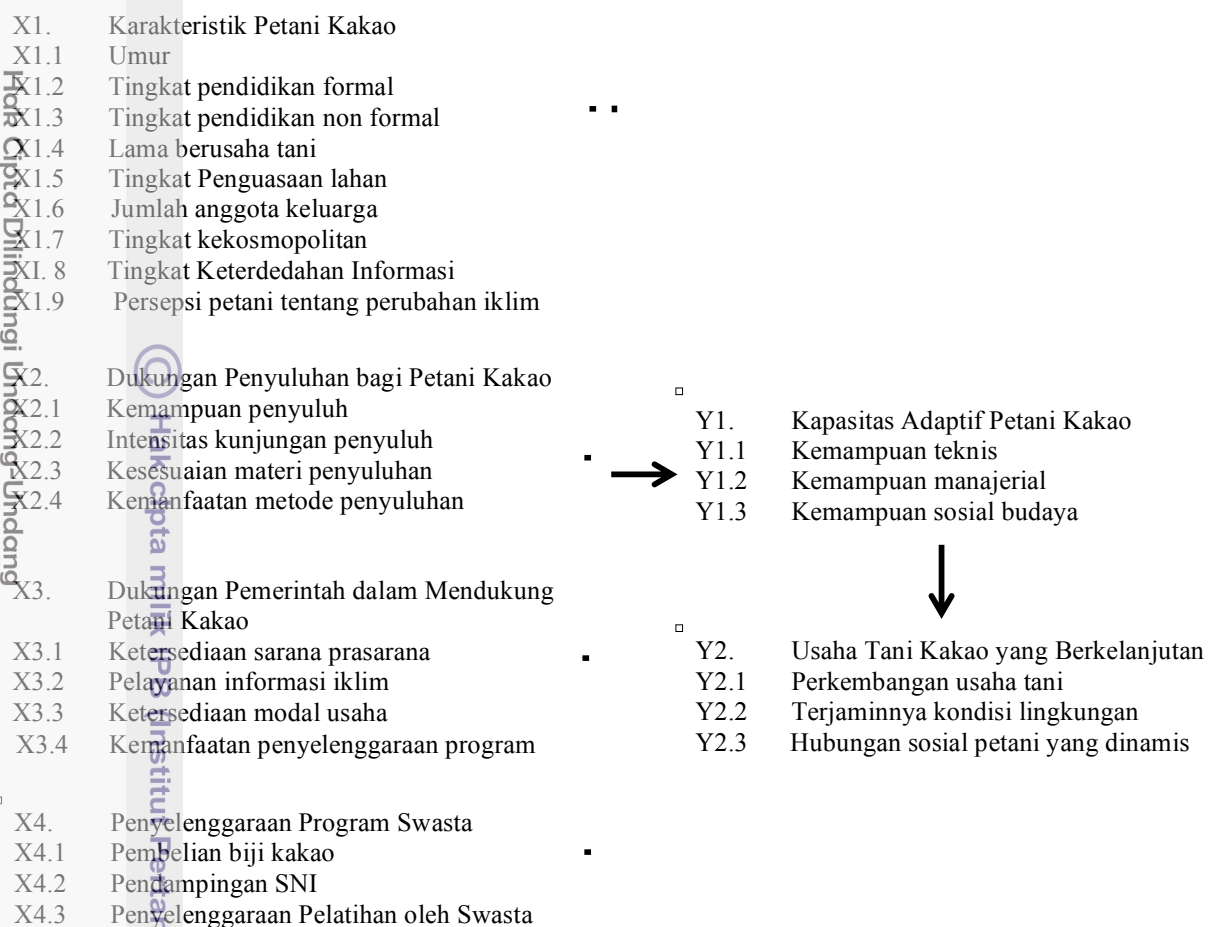 X1. Karakteristik Petani Kakao
X1.1 Umur
X1.2 Tingkat pendidikan formal
X1.3 Tingkat pendidikan non formal
X1.4 Lama berusaha tani
X1.5 Tingkat Penguasaan lahan
X1.6 Jumlah anggota keluarga
X1.7 Tingkat kekosmopolitan
XI. 8 Tingkat Keterdedahan Informasi
X1.9 Persepsi petani tentang perubahan iklim
X2. Dukungan Penyuluhan bagi Petani Kakao
X2.1 Kemampuan penyuluh
X2.2 Intensitas kunjungan penyuluh
X2.3 Kesesuaian materi penyuluhan
X2.4 Kemanfaatan metode penyuluhan
X3. Dukungan Pemerintah dalam Mendukung
Petani Kakao
X3.1 Ketersediaan sarana prasarana
X3.2 Pelayanan informasi iklim
X3.3 Ketersediaan modal usaha
X3.4 Kemanfaatan penyelenggaraan program
X4. Penyelenggaraan Program Swasta
X4.1 Pembelian biji kakao
X4.2 Pendampingan SNI
X4.3 Penyelenggaraan Pelatihan oleh Swasta
Y1. Kapasitas Adaptif Petani Kakao
Y1.1 Kemampuan teknis
Y1.2 Kemampuan manajerial
Y1.3 Kemampuan sosial budaya
Y2. Usaha Tani Kakao yang Berkelanjutan
Y2.1 Perkembangan usaha tani
Y2.2 Terjaminnya kondisi lingkungan
Y2.3 Hubungan sosial petani yang dinamis
Hak Cipta Dilindungi Undang-Undang
© Hak cipta milik IPB (Institut